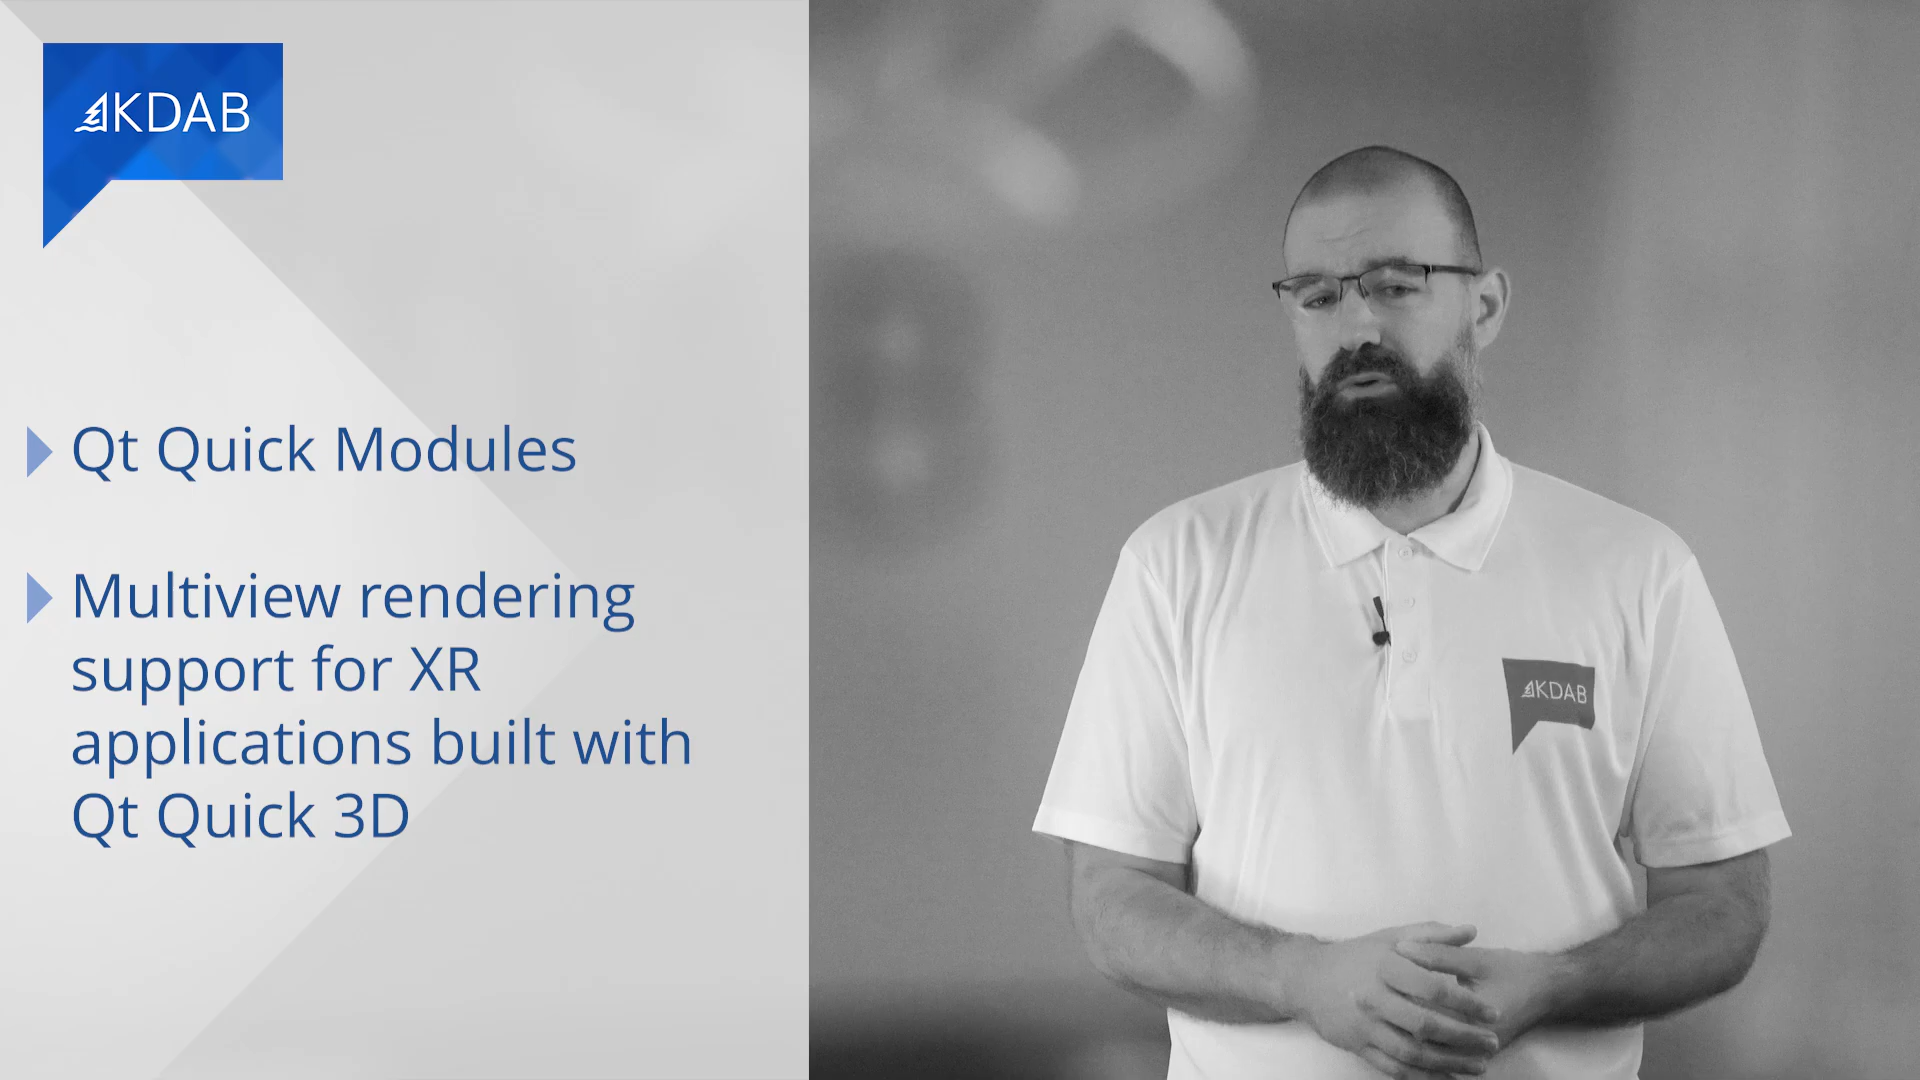 KDAB
Qt Quick Modules
Multiview rendering
support for XR
applications built with
Qt Quick 3D
KDAB